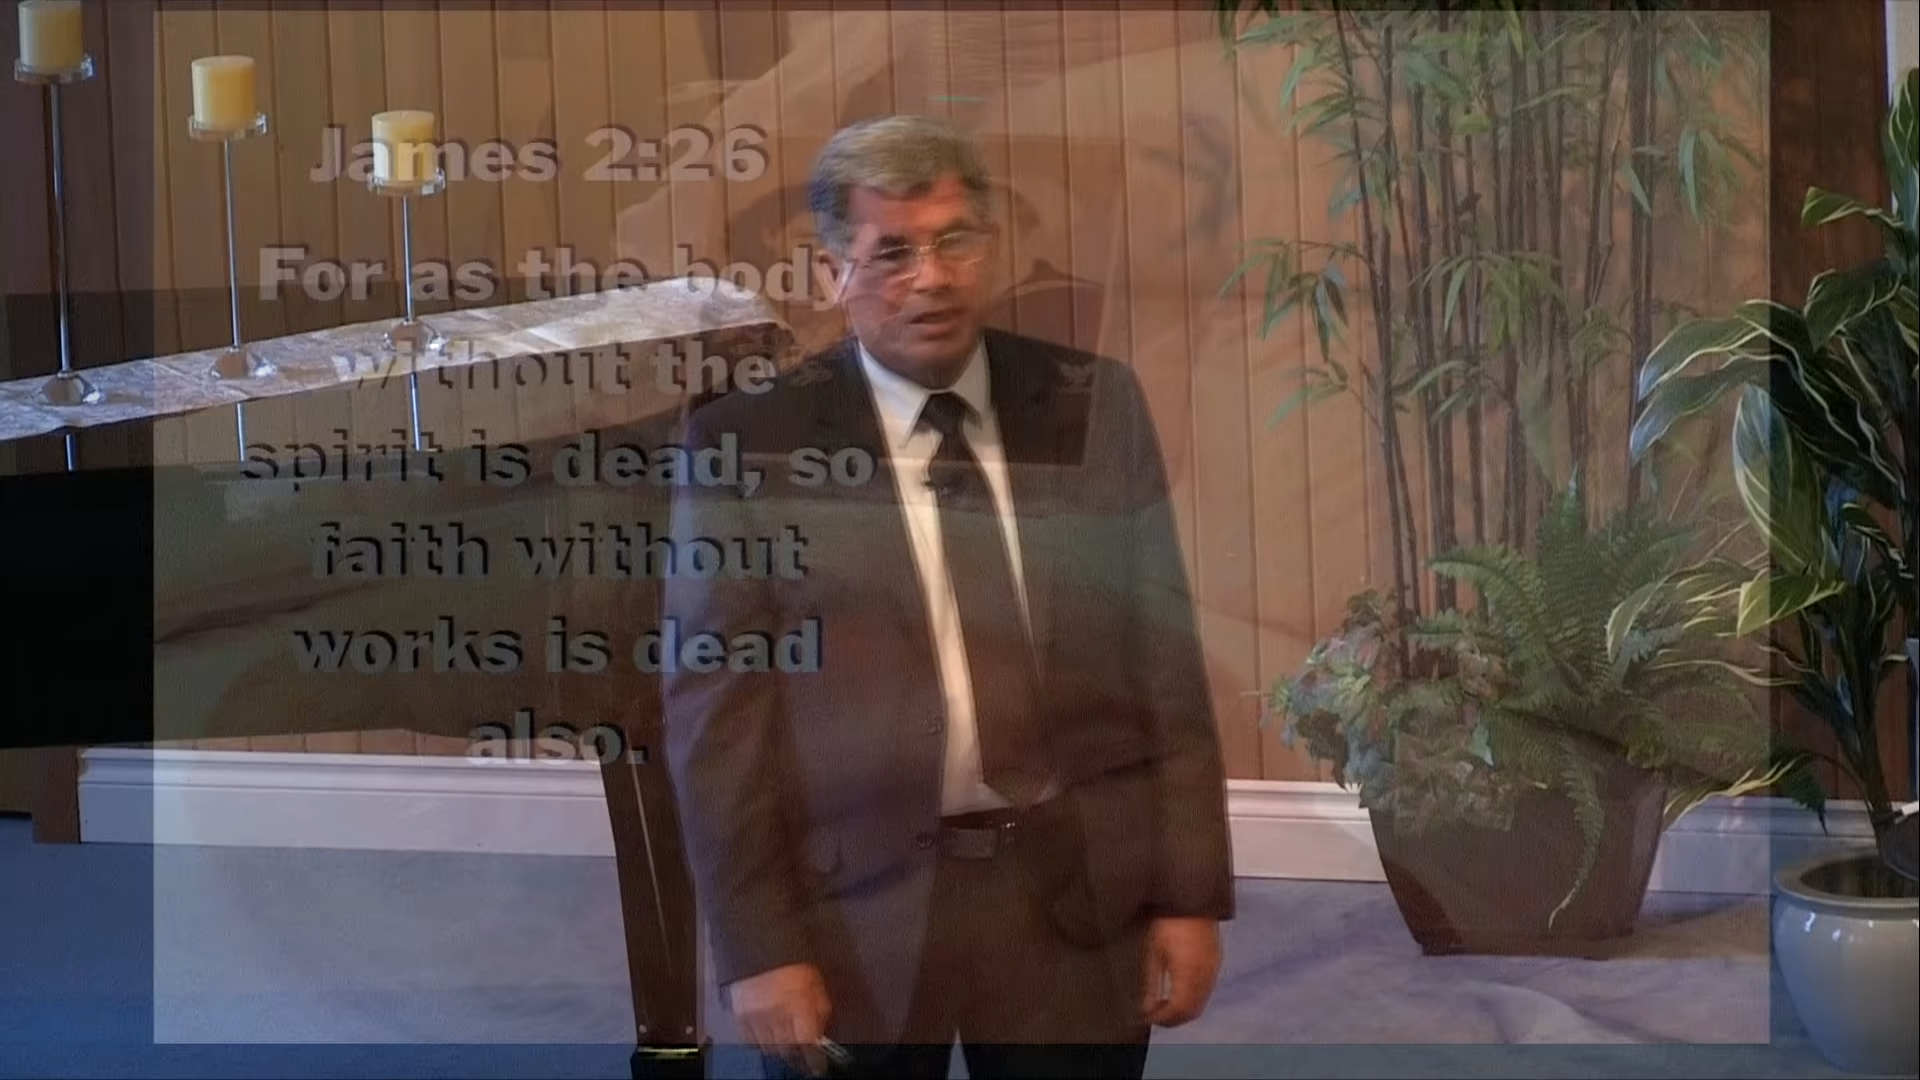 James 2:26
For as the body
without the
spirit is dead, so
faith without
works is dead
also.